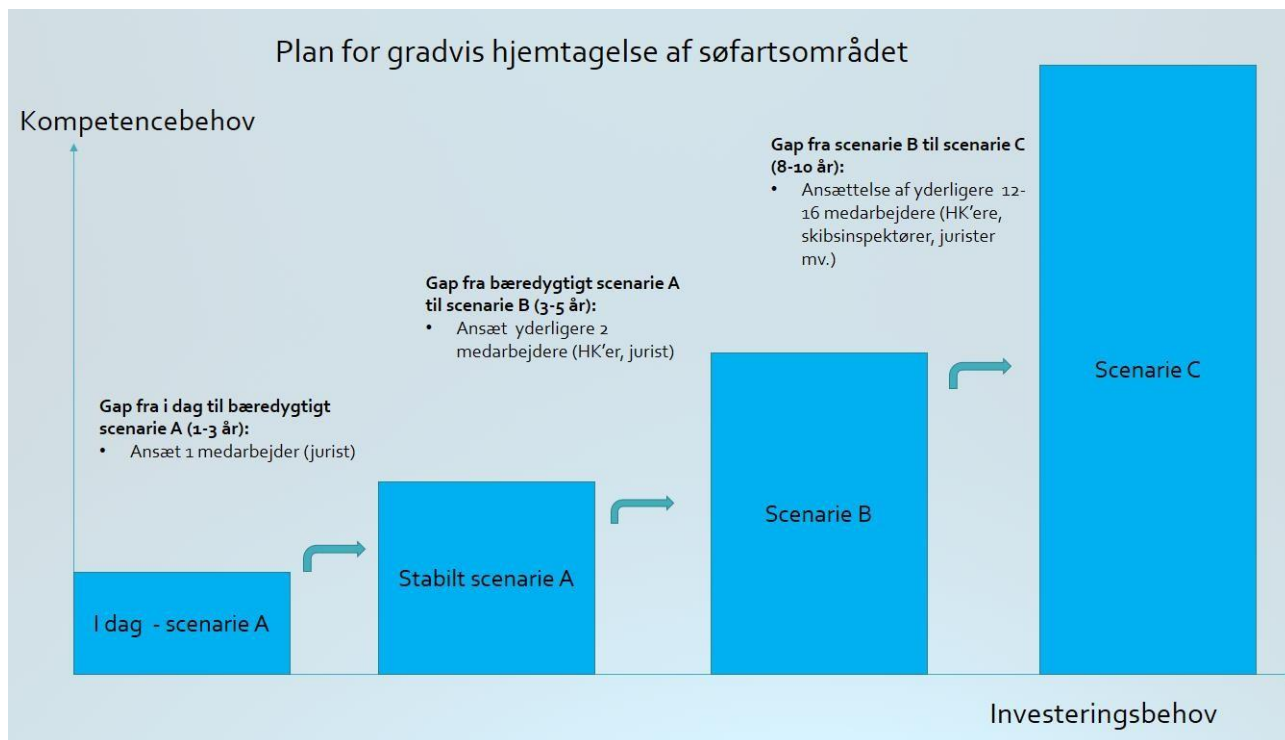 Plan for gradvis hjemtagelse af søfartsområdet
Kompetencebehov
Gap fra scenarie B til scenarie C
(8-10 år):
• Ansættelse af yderligere 12-
16 medarbejdere (HK’ere,
skibsinspektører, jurister
mv.)
Gap fra bæredygtigt scenarie A
til scenarie B (3-5 år):
• Ansæt yderligere 2
medarbejdere (HK’er, jurist)
Gap fra i dag til bæredygtigt
scenarie A (1-3 år):
• Ansæt 1 medarbejder (jurist)
I dag - scenarie A
Stabilt scenarie A
Scenarie B
Scenarie C
Investeringsbehov